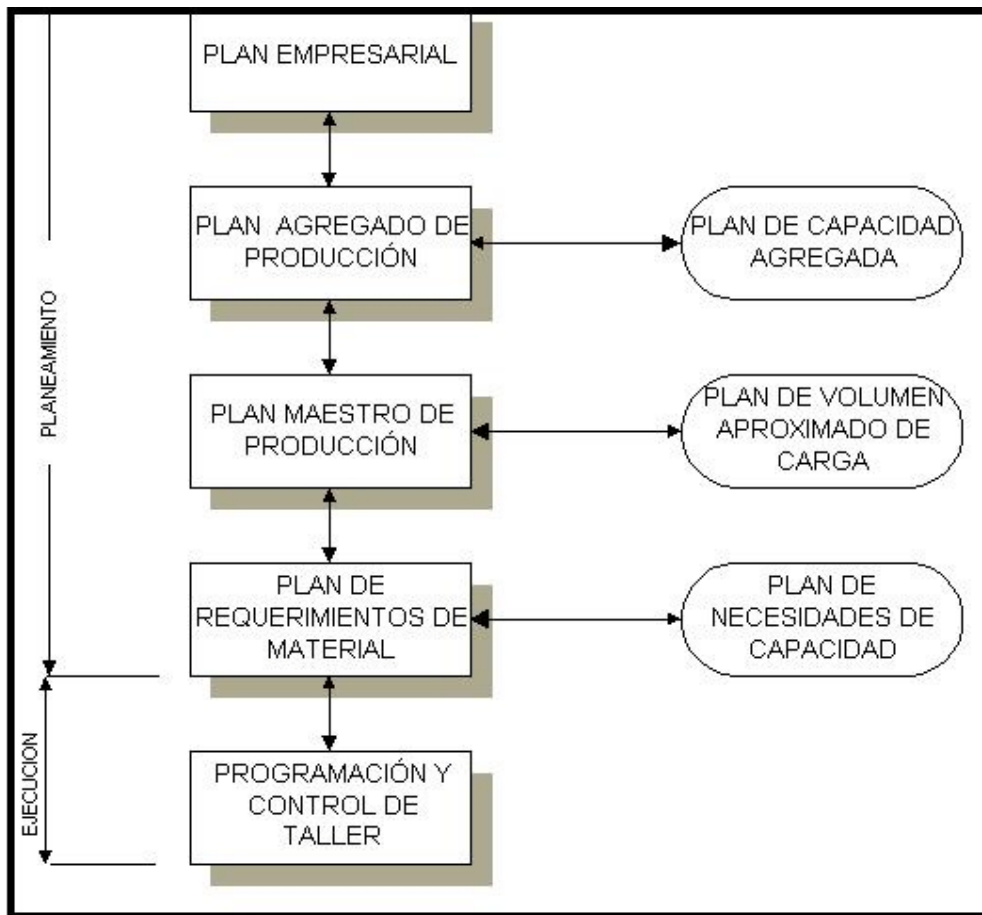 PLAN EMPRESARIAL
PLAN AGREGADO DE
PRODUCCIÓN
PLAN DE CAPACIDAD
AGREGADA
PLANEAMIENTO
PLAN MAESTRO DE
PRODUCCIÓN
PLAN DE VOLUMEN
APROXIMADO DE
CARGA
PLAN DE
REQUERIMIENTOS DE
MATERIAL
PLAN DE
NECESIDADES DE
CAPACIDAD
EJECUCION
PROGRAMACIÓN Y
CONTROL DE
TALLER